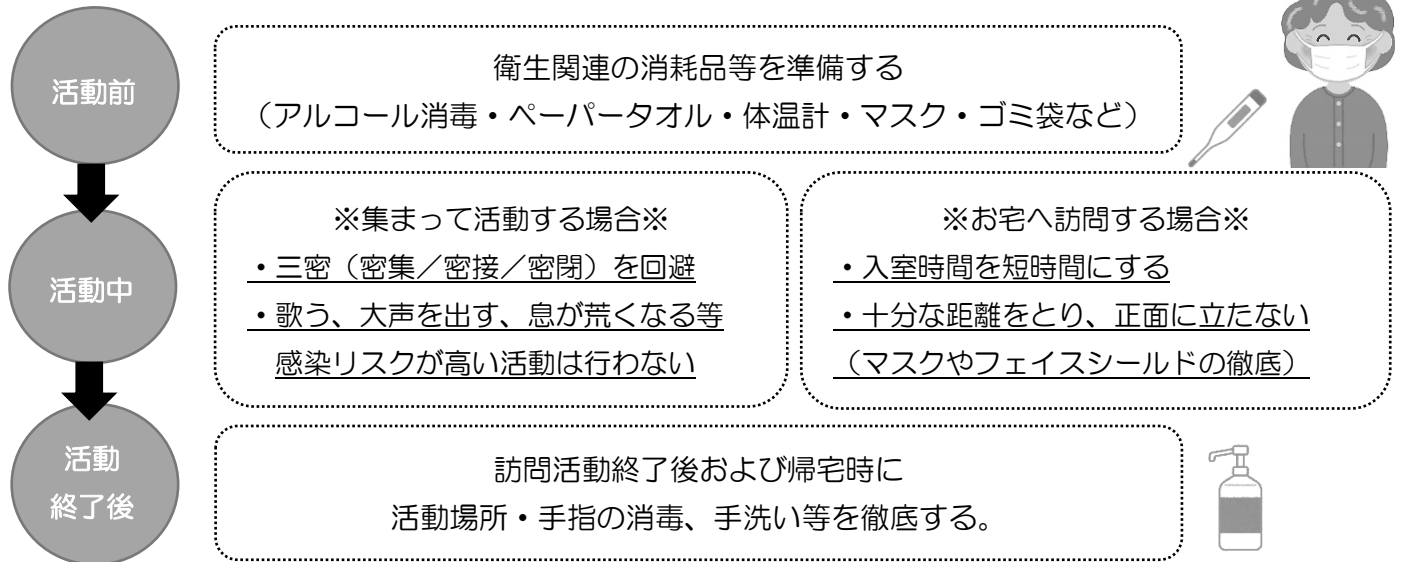 活動前
衛生関連の消耗品等を準備する
（アルコール消毒・ペーパータオル・体温計・マスク・ゴミ袋など）
活動中
※集まって活動する場合※
・三密（密集／密接／密閉）を回避
・歌う、大声を出す、息が荒くなる等
感染リスクが高い活動は行わない
※お宅へ訪問する場合※
・入室時間を短時間にする
・十分な距離をとり、正面に立たない
（マスクやフェイスシールドの徹底）
活動
終了後
訪問活動終了後および帰宅時に
活動場所・手指の消毒、手洗い等を徹底する。